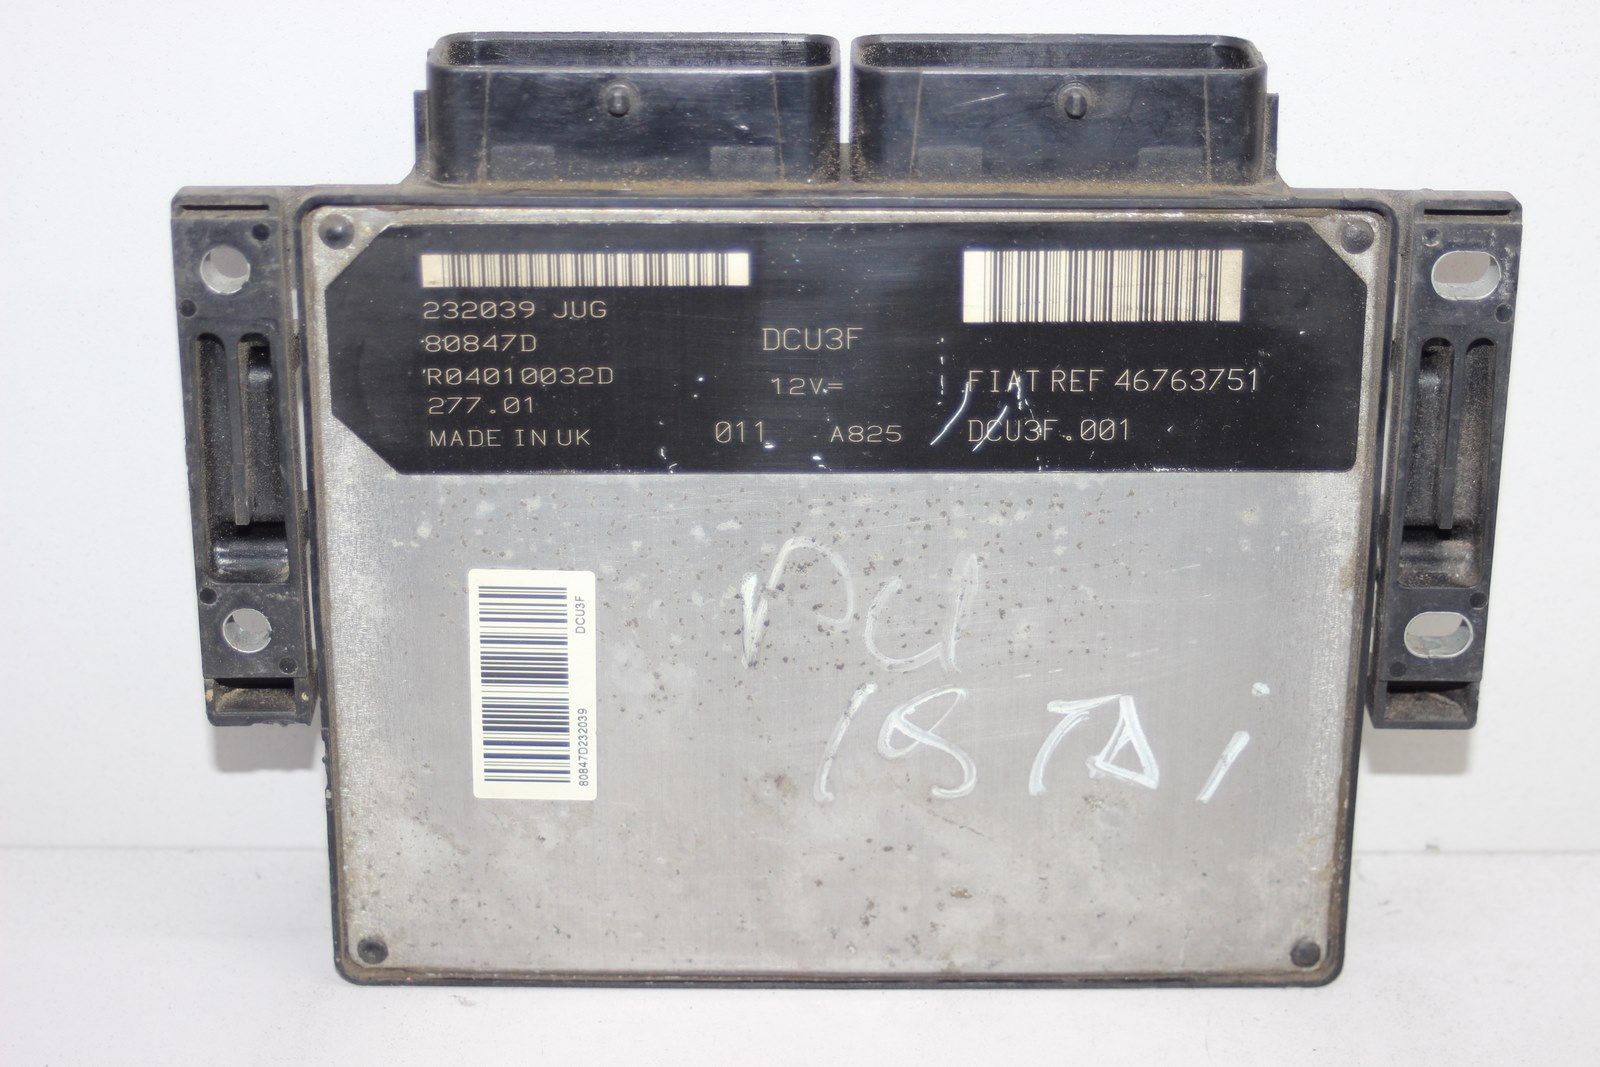 232039 JUG
80847D
R04010032D
277.01
MADE IN UK
DCU3F
12V=
011 A825
FIAT REF 46763751
DCU3F.001
DCU3F
80847D232039